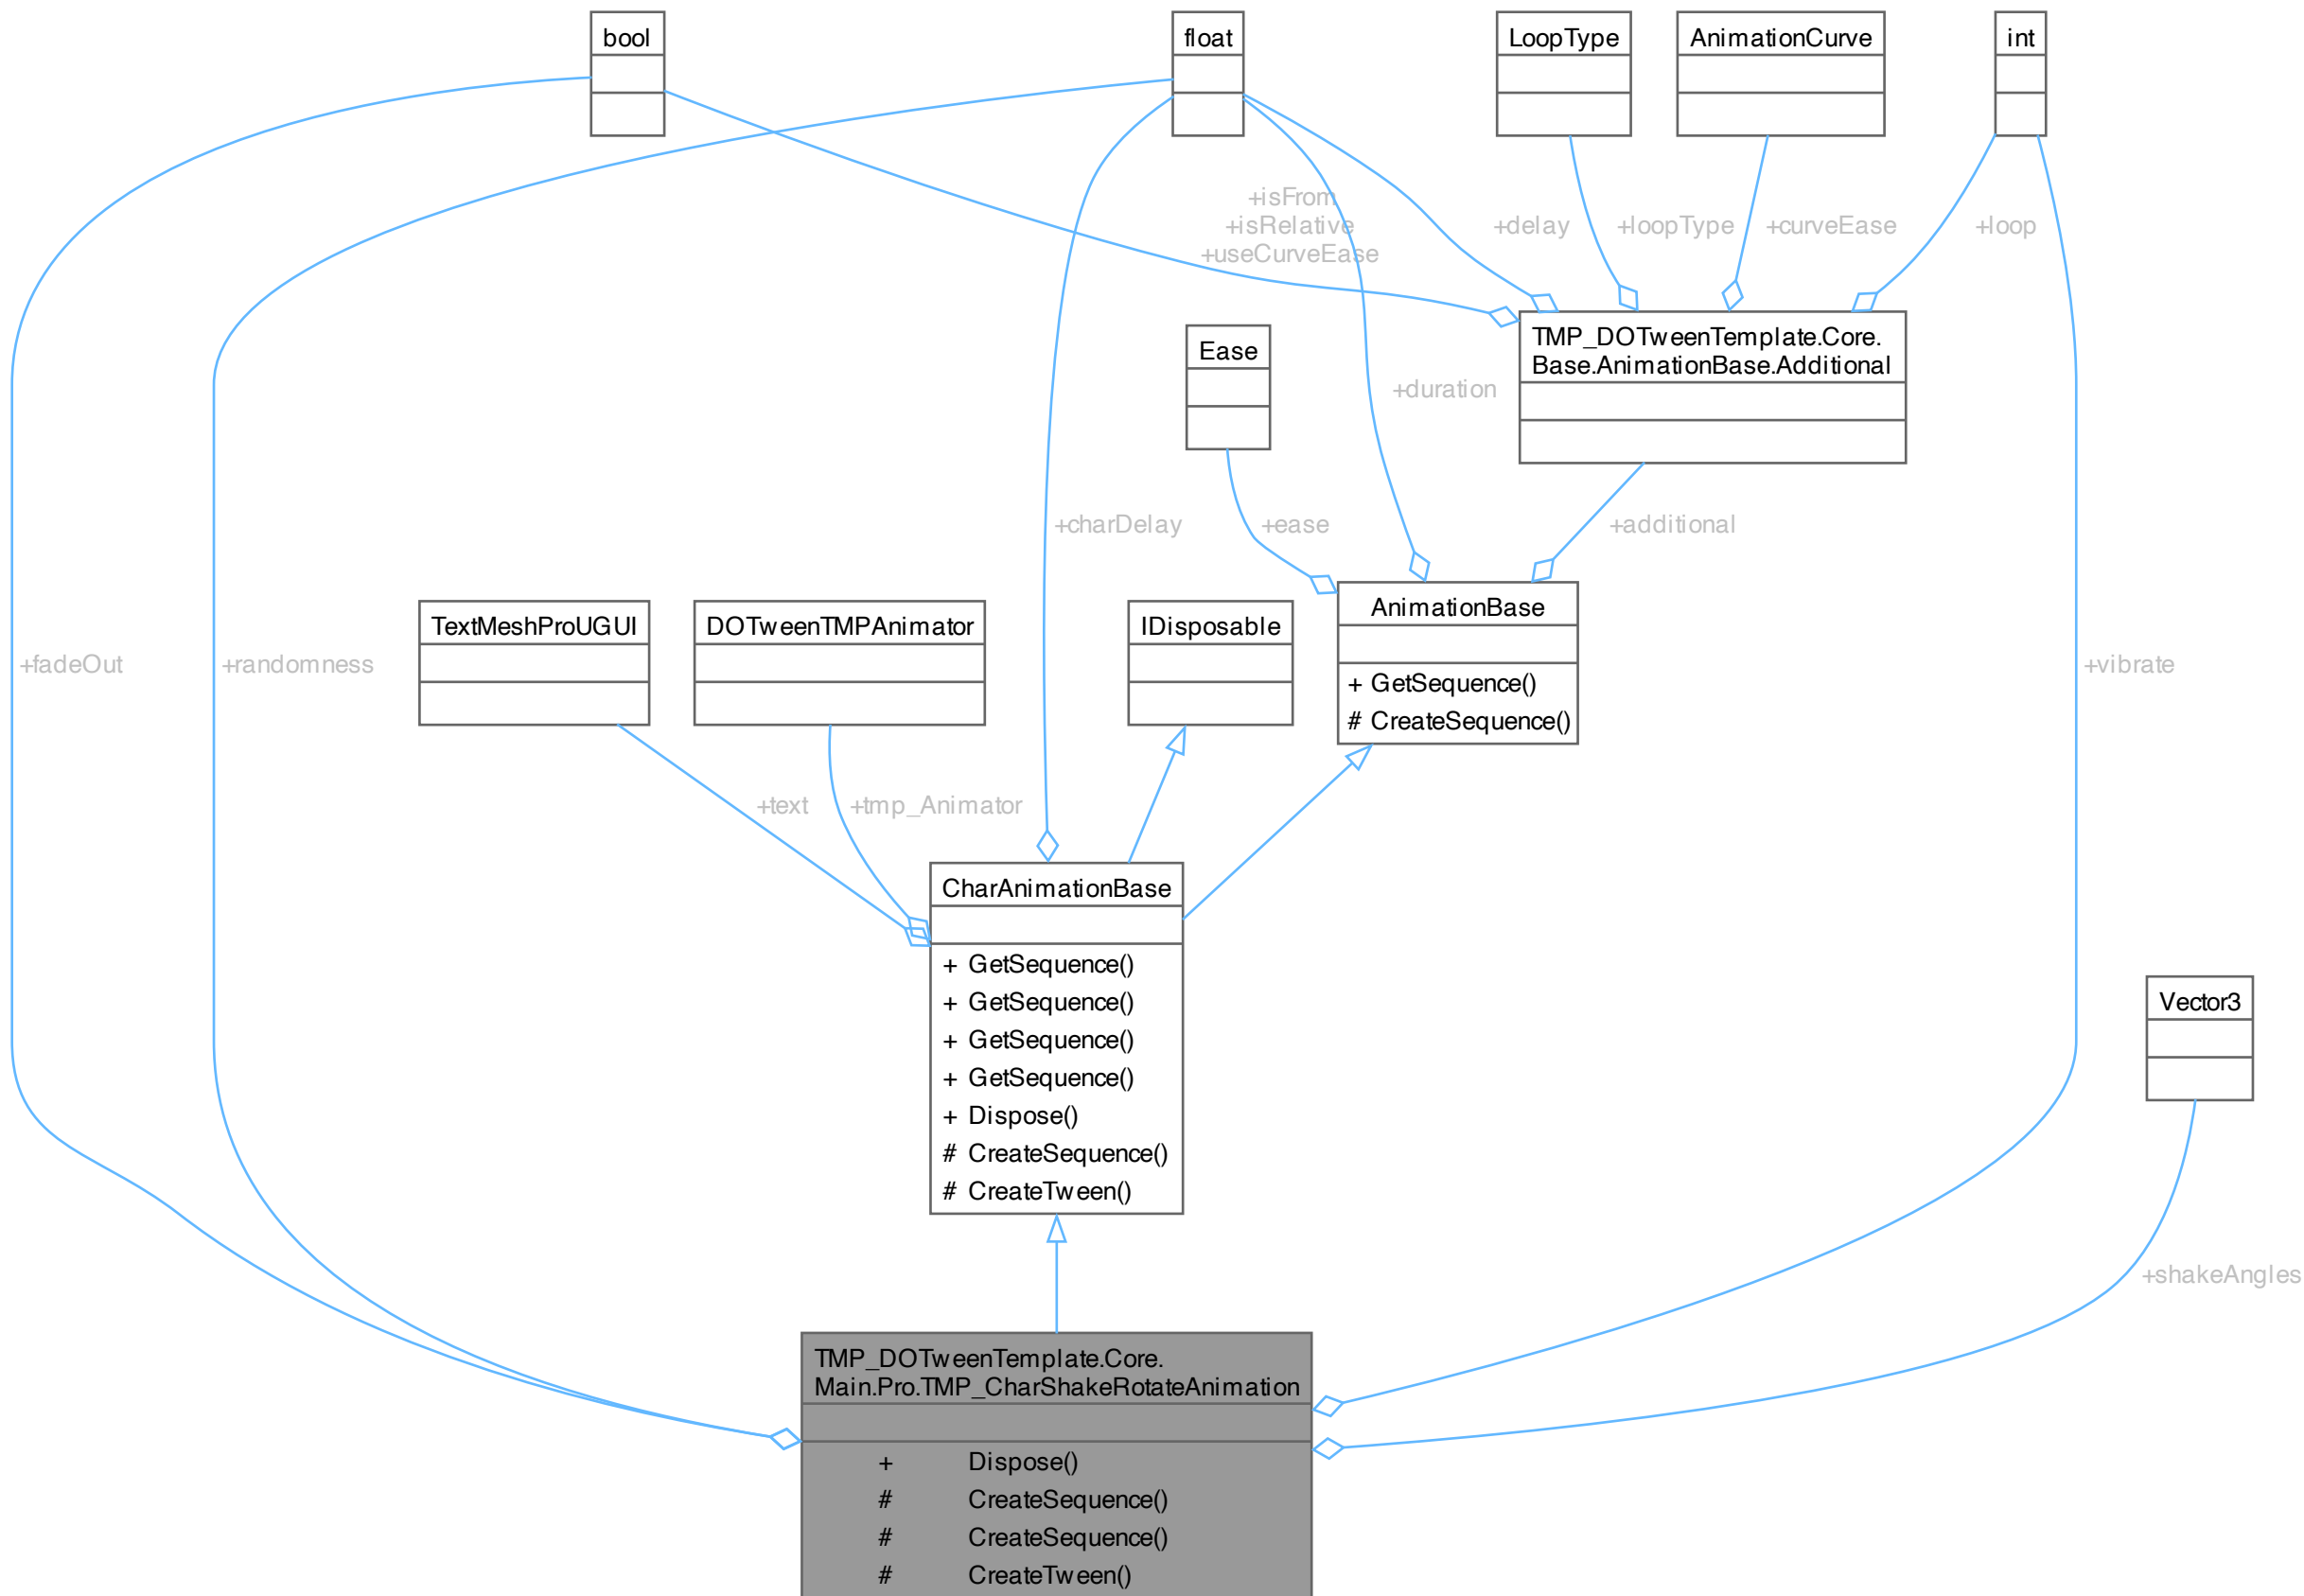 bool
float
LoopType
AnimationCurve
int
+isFrom
+isRelative
+useCurveEase
+delay
+loopType
+curveEase
+loop
Ease
TMP_DOTweenTemplate.Core.
Base.AnimationBase.Additional
+duration
+charDelay
+ease
+additional
TextMeshProUGUI
DOTweenTMPAnimator
IDisposable
AnimationBase
+ GetSequence()
# CreateSequence()
+fadeOut
+randomness
+vibrate
+text
+tmp_Animator
CharAnimationBase
+ GetSequence()
+ GetSequence()
+ GetSequence()
+ GetSequence()
+ Dispose()
# CreateSequence()
# CreateTween()
Vector3
+shakeAngles
TMP_DOTweenTemplate.Core.
Main.Pro.TMP_CharShakeRotateAnimation
+ Dispose()
# CreateSequence()
# CreateSequence()
# CreateTween()